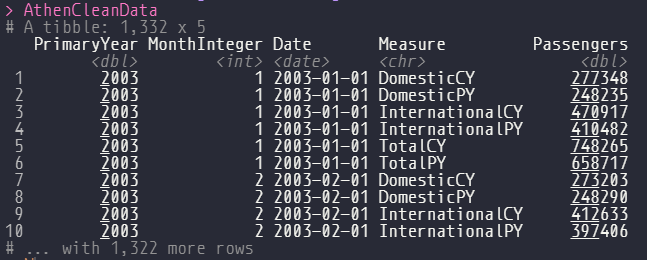 > AthenCleanData
# A tibble: 1,332 x 5
PrimaryYear MonthInteger Date Measure Passengers
<dbl> <int> <date> <chr> <dbl>
1 2003 1 2003-01-01 DomesticCY 277348
2 2003 1 2003-01-01 DomesticPY 248235
3 2003 1 2003-01-01 InternationalCY 470917
4 2003 1 2003-01-01 InternationalPY 410482
5 2003 1 2003-01-01 TotalCY 748265
6 2003 1 2003-01-01 TotalPY 658717
7 2003 2 2003-02-01 DomesticCY 273203
8 2003 2 2003-02-01 DomesticPY 248290
9 2003 2 2003-02-01 InternationalCY 412633
10 2003 2 2003-02-01 InternationalPY 397406
# ... with 1,322 more rows